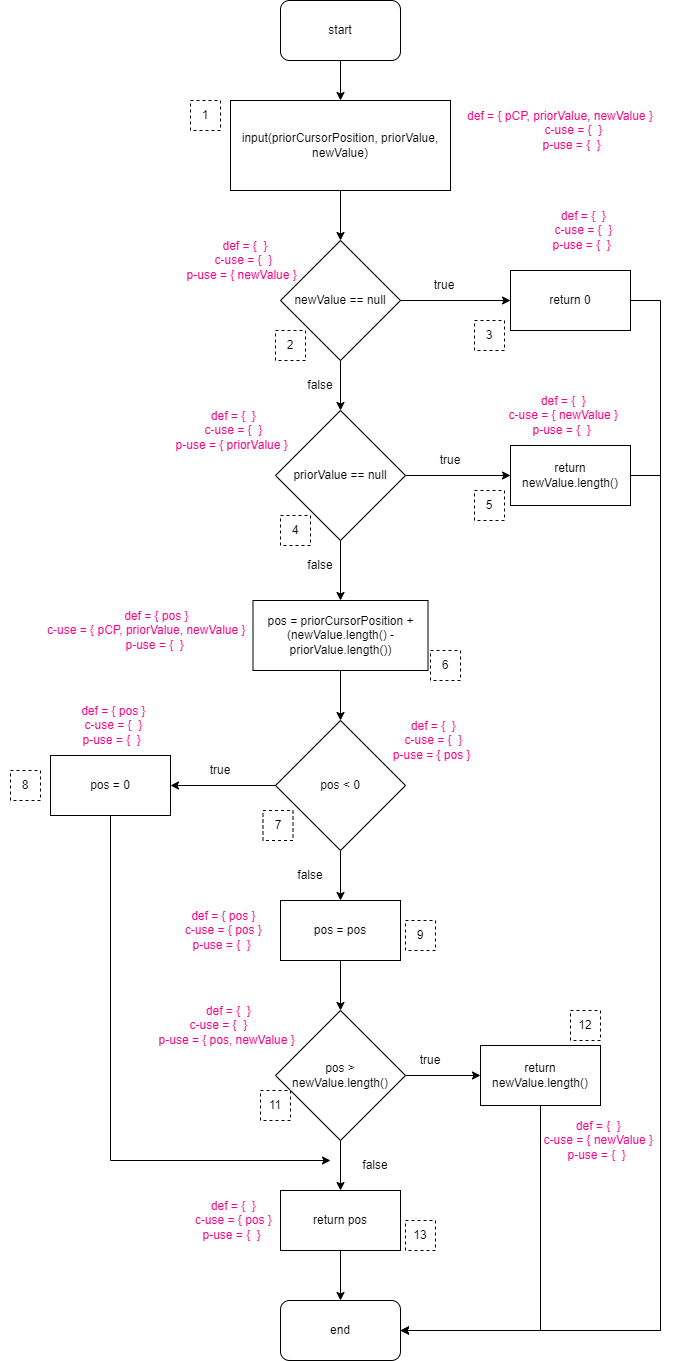 start
1
input(priorCursorPosition, priorValue,
newValue)
def = { pCP, priorValue, newValue }
c-use = {  }
p-use = {  }
def = {  }
c-use = {  }
p-use = { newValue }
newValue == null
2
true
def = {  }
c-use = {  }
p-use = {  }
return 0
3
false
def = {  }
c-use = {  }
p-use = { priorValue }
priorValue == null
4
true
def = {  }
c-use = { newValue }
p-use = {  }
return
newValue.length()
5
false
def = { pos }
c-use = { pCP, priorValue, newValue }
p-use = {  }
pos = priorCursorPosition +
(newValue.length() -
priorValue.length())
6
def = {  }
c-use = {  }
p-use = { pos }
pos < 0
7
true
def = { pos }
c-use = {  }
p-use = {  }
pos = 0
8
false
def = { pos }
c-use = { pos }
p-use = {  }
pos = pos
9
def = {  }
c-use = {  }
p-use = { pos, newValue }
pos >
newValue.length()
11
true
12
return
newValue.length()
def = {  }
c-use = { newValue }
p-use = {  }
false
def = {  }
c-use = { pos }
p-use = {  }
return pos
13
end